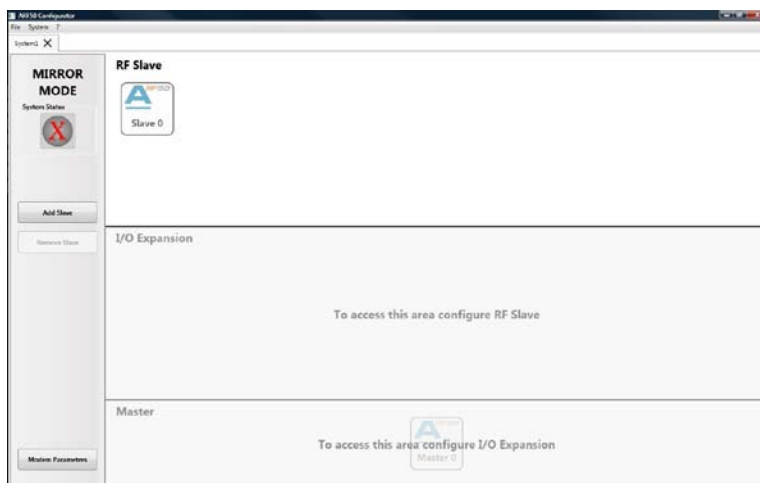 ARF50 Configurator
File System ?
System1
MIRROR
MODE
System Status
X
Add Slave
Remove Slave
Modem Parameters
RF Slave
A
Slave 0
I/O Expansion
To access this area configure RF Slave
Master
To access this area configure I/O Expansion
A
Master 0